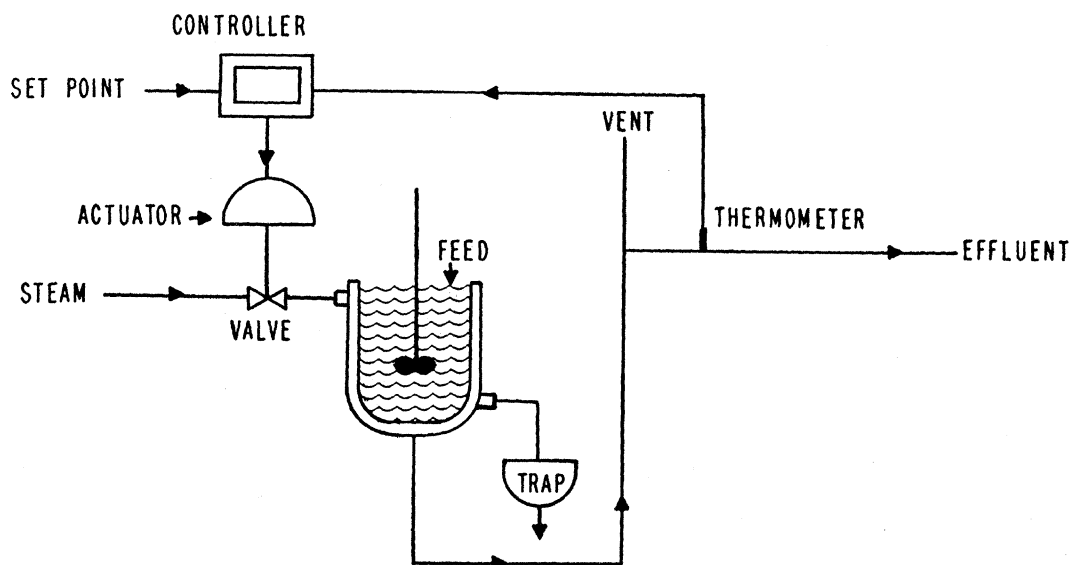 CONTROLLER
SET POINT
VENT
ACTUATOR
THERMOMETER
FEED
EFFLUENT
STEAM
VALVE
TRAP